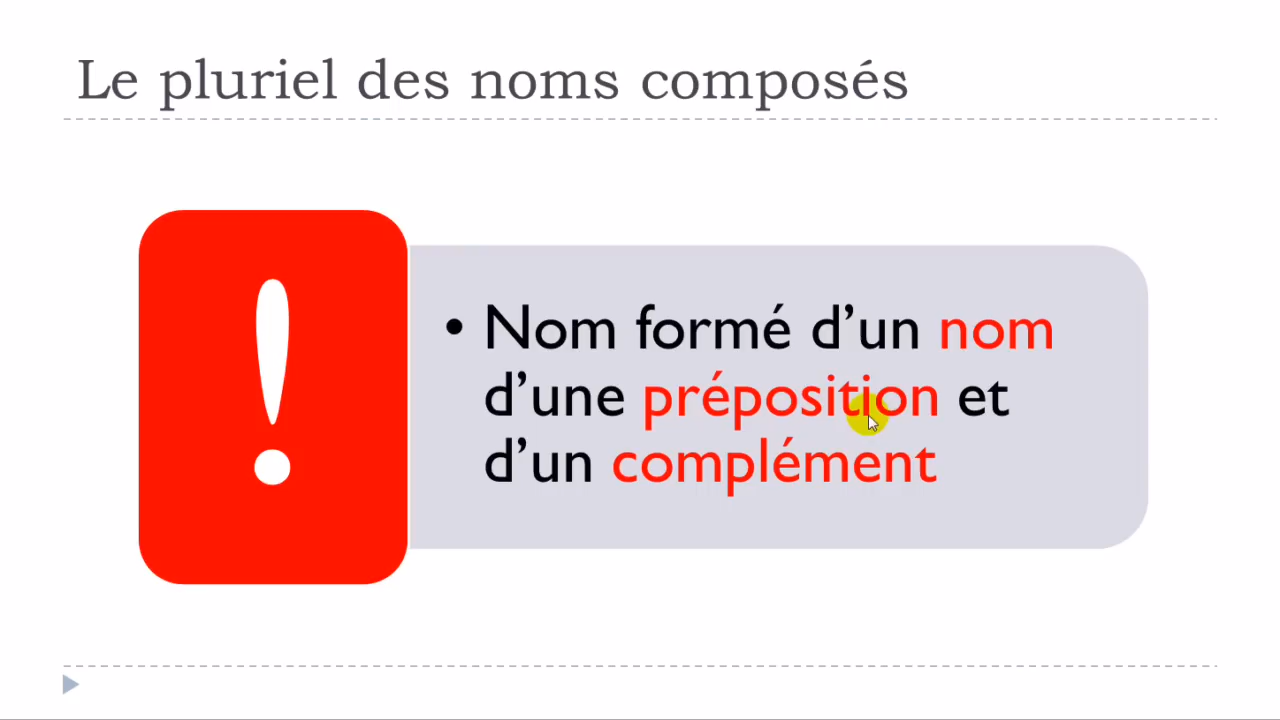 Le pluriel des noms composés
!
• Nom formé d’un nom
d’une préposition et
d’un complément